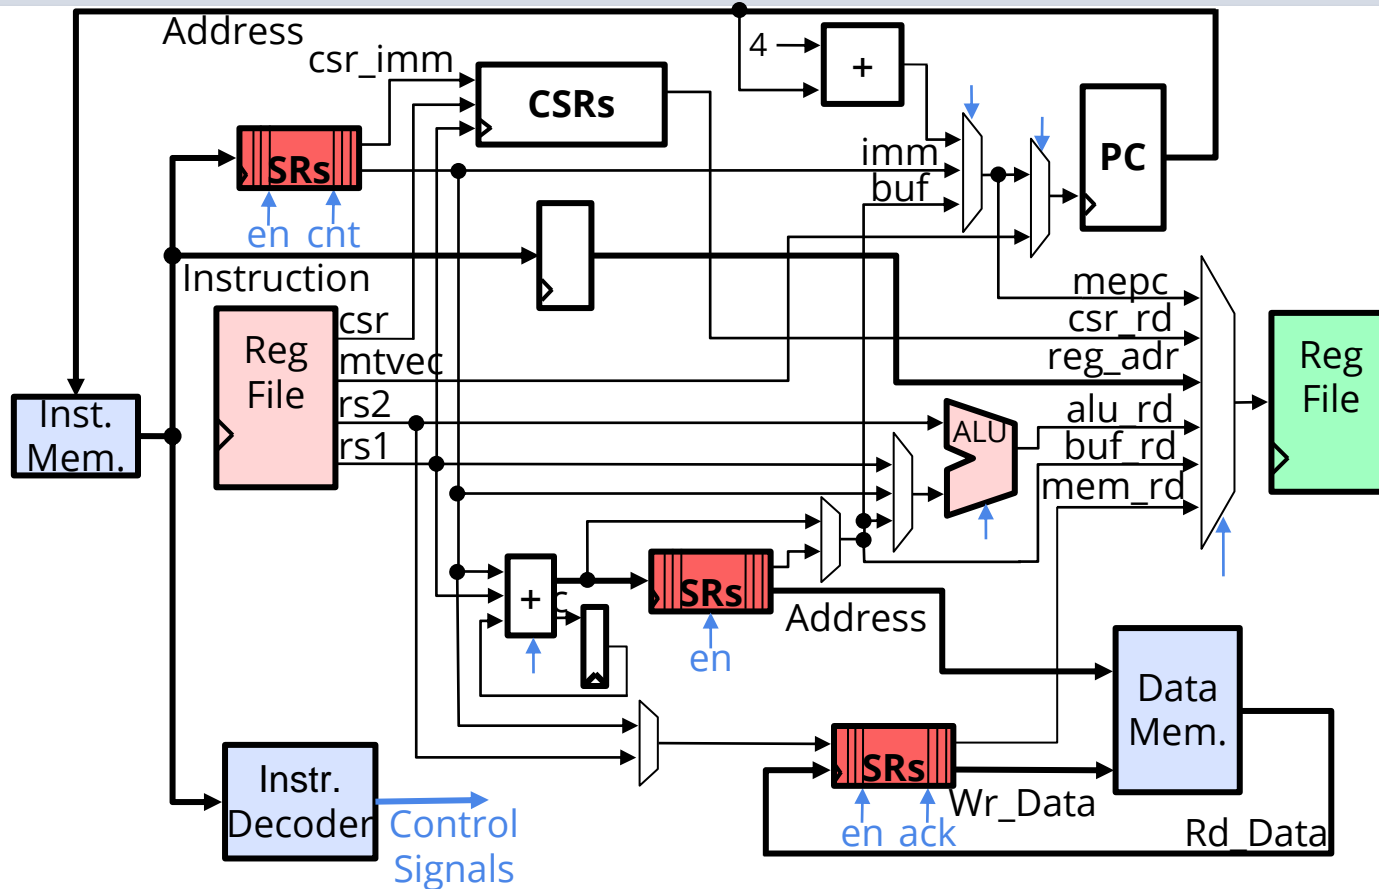 Address
4
+
csr_imm
CSRs
SRs
imm
PC
buf
en cnt
Instruction
mepc
csr
csr_rd
Reg
File
mtvec
reg_adr
Reg
File
rs2
alu_rd
Inst.
Mem.
ALU
rs1
buf_rd
mem_rd
+
c
SRs
Address
en
Data
Mem.
SRs
Instr.
Decoder
Control
Signals
Wr_Data
en ack
Rd_Data